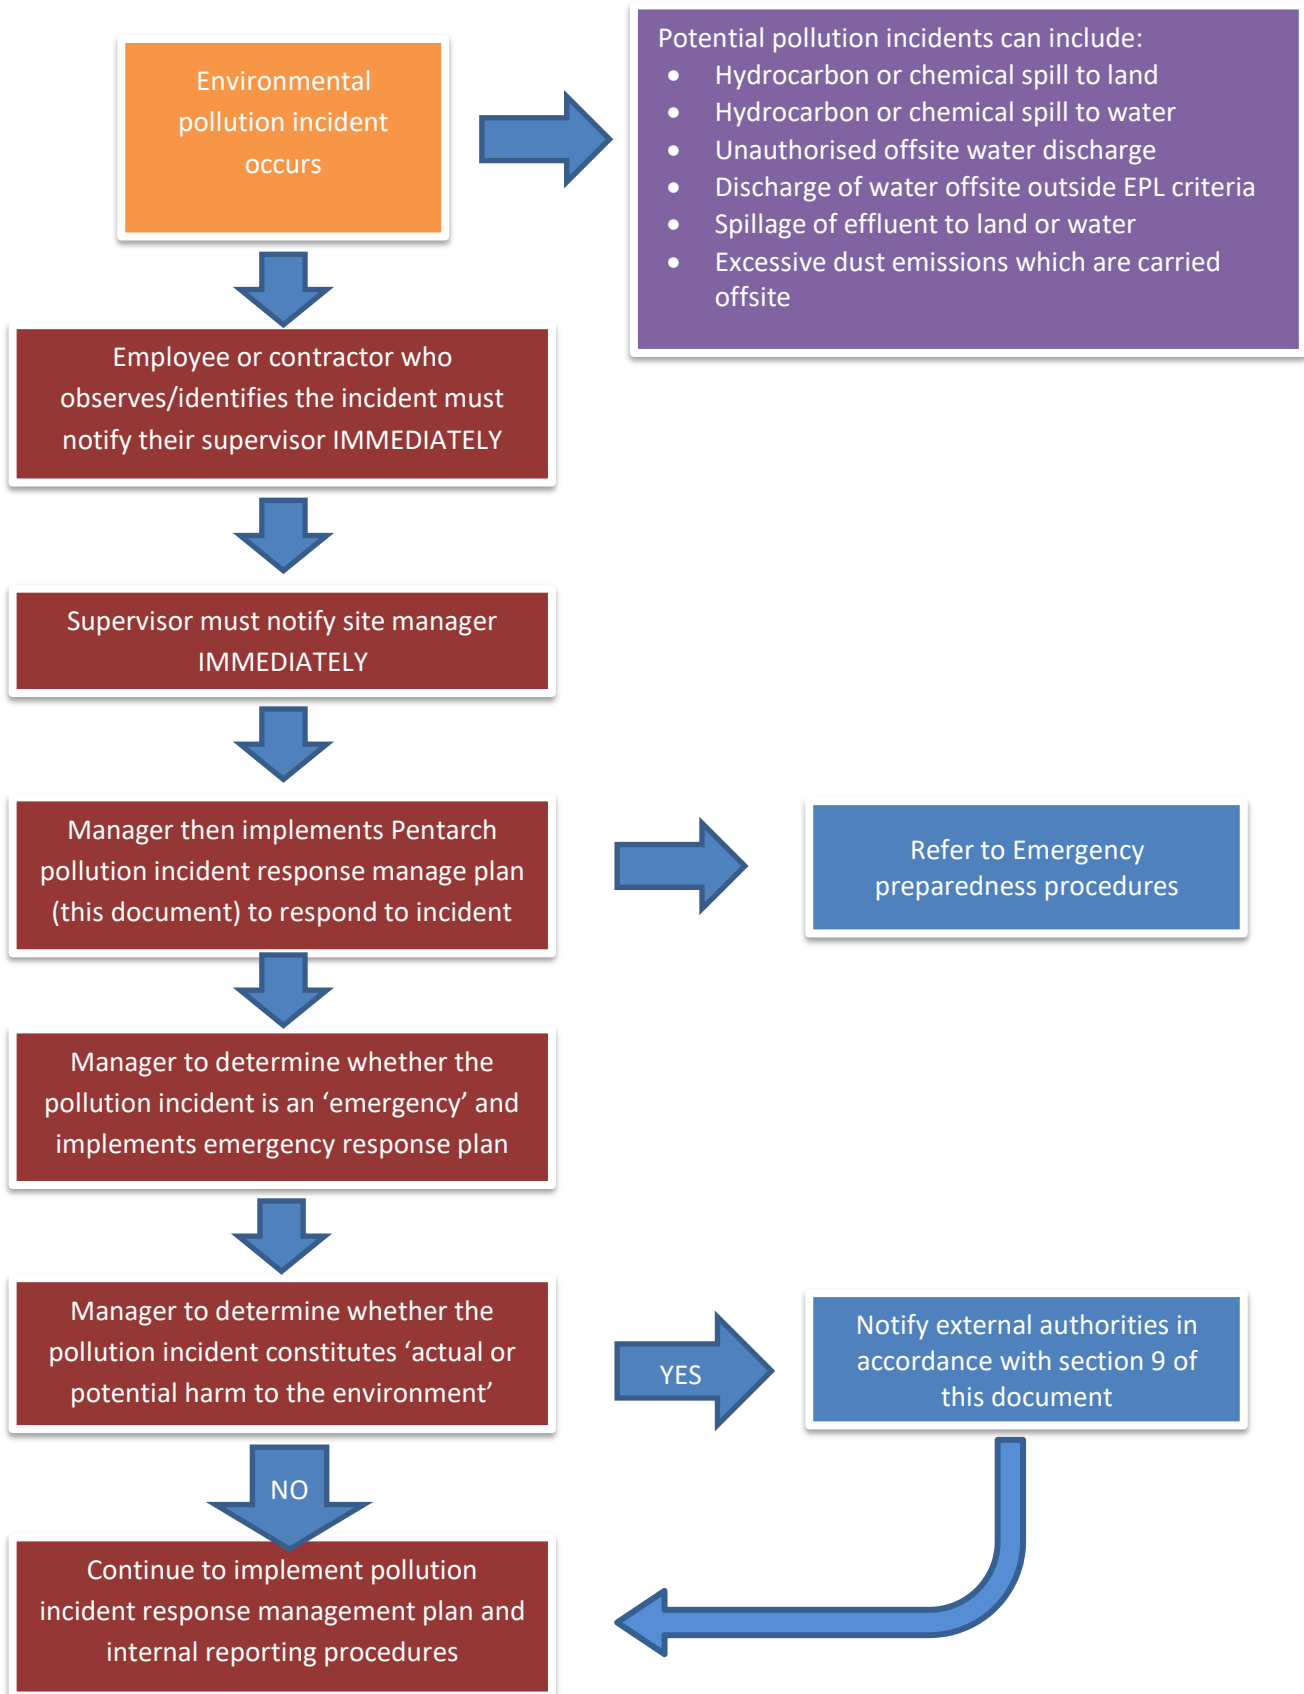 Environmental
pollution incident
occurs
Potential pollution incidents can include:
• Hydrocarbon or chemical spill to land
• Hydrocarbon or chemical spill to water
• Unauthorised offsite water discharge
• Discharge of water offsite outside EPL criteria
• Spillage of effluent to land or water
• Excessive dust emissions which are carried
offsite
Employee or contractor who
observes/identifies the incident must
notify their supervisor IMMEDIATELY
Supervisor must notify site manager
IMMEDIATELY
Manager then implements Pentarch
pollution incident response manage plan
(this document) to respond to incident
Refer to Emergency
preparedness procedures
Manager to determine whether the
pollution incident is an ‘emergency’ and
implements emergency response plan
Manager to determine whether the
pollution incident constitutes ‘actual or
potential harm to the environment’
YES
Notify external authorities in
accordance with section 9 of
this document
NO
Continue to implement pollution
incident response management plan and
internal reporting procedures